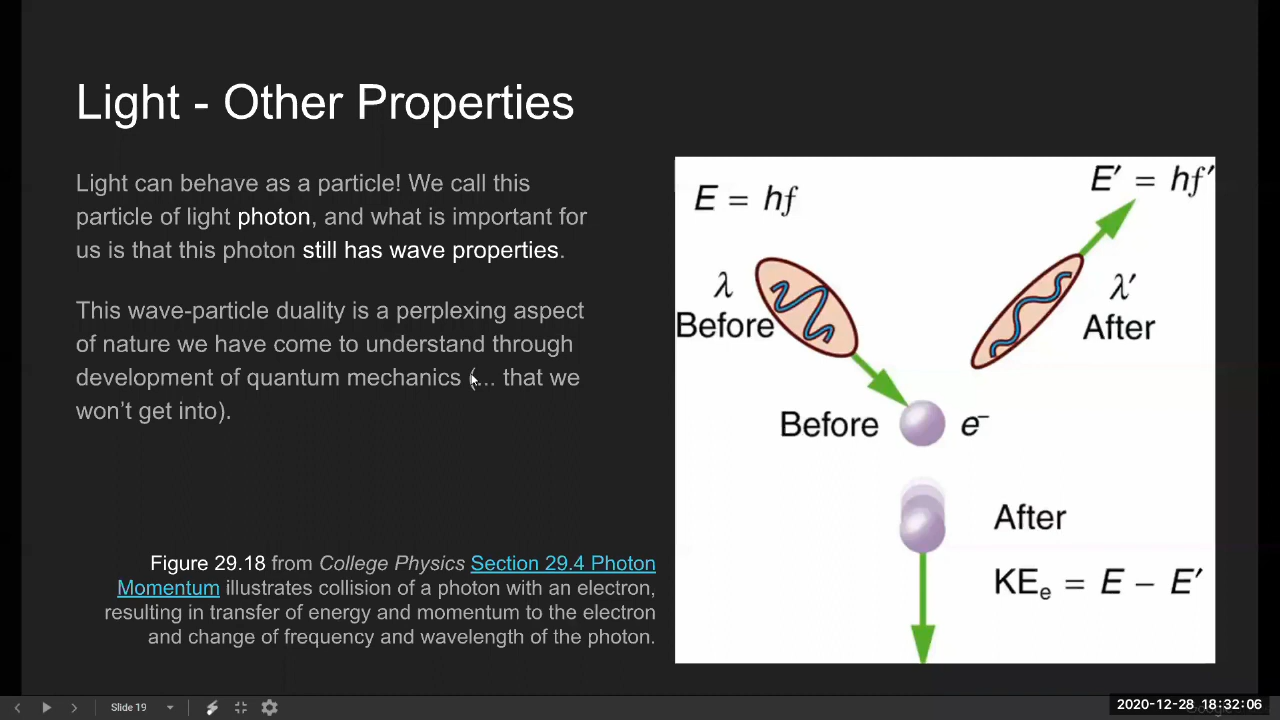 Light - Other Properties
Light can behave as a particle! We call this
particle of light photon, and what is important for
us is that this photon still has wave properties.
This wave-particle duality is a perplexing aspect
of nature we have come to understand through
development of quantum mechanics (... that we
won't get into).
Figure 29.18 from College Physics Section 29.4 Photon
Momentum illustrates collision of a photon with an electron,
resulting in transfer of energy and momentum to the electron
and change of frequency and wavelength of the photon.
E = hf
E′ = hf′
λ
Before
λ′
After
Before
e⁻
After
KEₑ = E – E′
Slide 19
2020-12-28 18:32:06